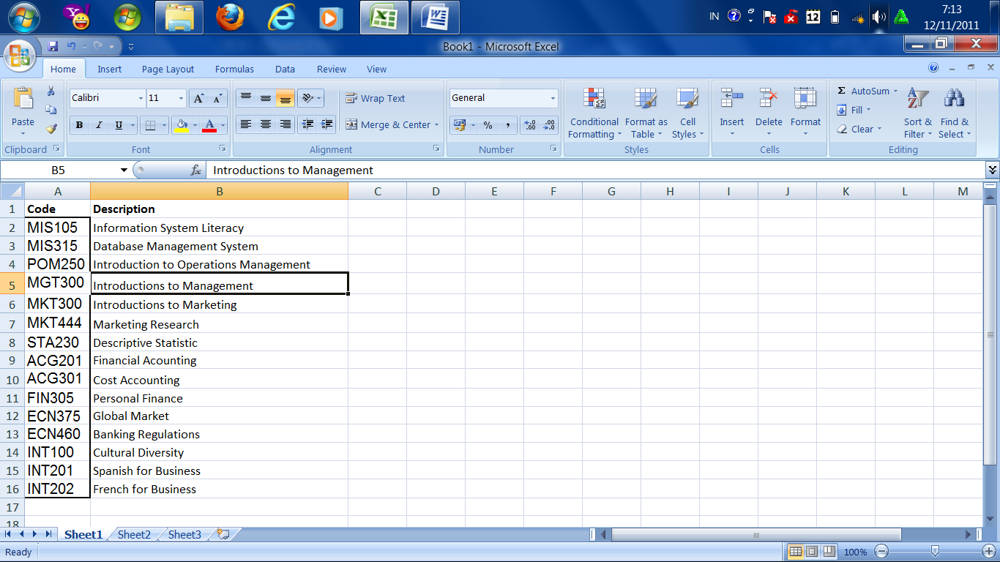 IN
12
7:13
12/11/2011
Book1 - Microsoft Excel
Home Insert Page Layout Formulas Data Review View
Paste
Clipboard
Calibri 11
B I U
Font
Wrap Text
Merge & Center
Alignment
General
% ,
Number
Conditional Formatting
Format as Table
Cell Styles
Styles
Insert Delete Format
Cells
Σ AutoSum
Fill
Clear
Sort & Filter
Find & Select
Editing
B5 fx Introductions to Management
A B C D E F G H I J K L M
1 Code Description
2 MIS105 Information System Literacy
3 MIS315 Database Management System
4 POM250 Introduction to Operations Management
5 MGT300 Introductions to Management
6 MKT300 Introductions to Marketing
7 MKT444 Marketing Research
8 STA230 Descriptive Statistic
9 ACG201 Financial Acounting
10 ACG301 Cost Accounting
11 FIN305 Personal Finance
12 ECN375 Global Market
13 ECN460 Banking Regulations
14 INT100 Cultural Diversity
15 INT201 Spanish for Business
16 INT202 French for Business
17
18
Sheet1 Sheet2 Sheet3
Ready 100%